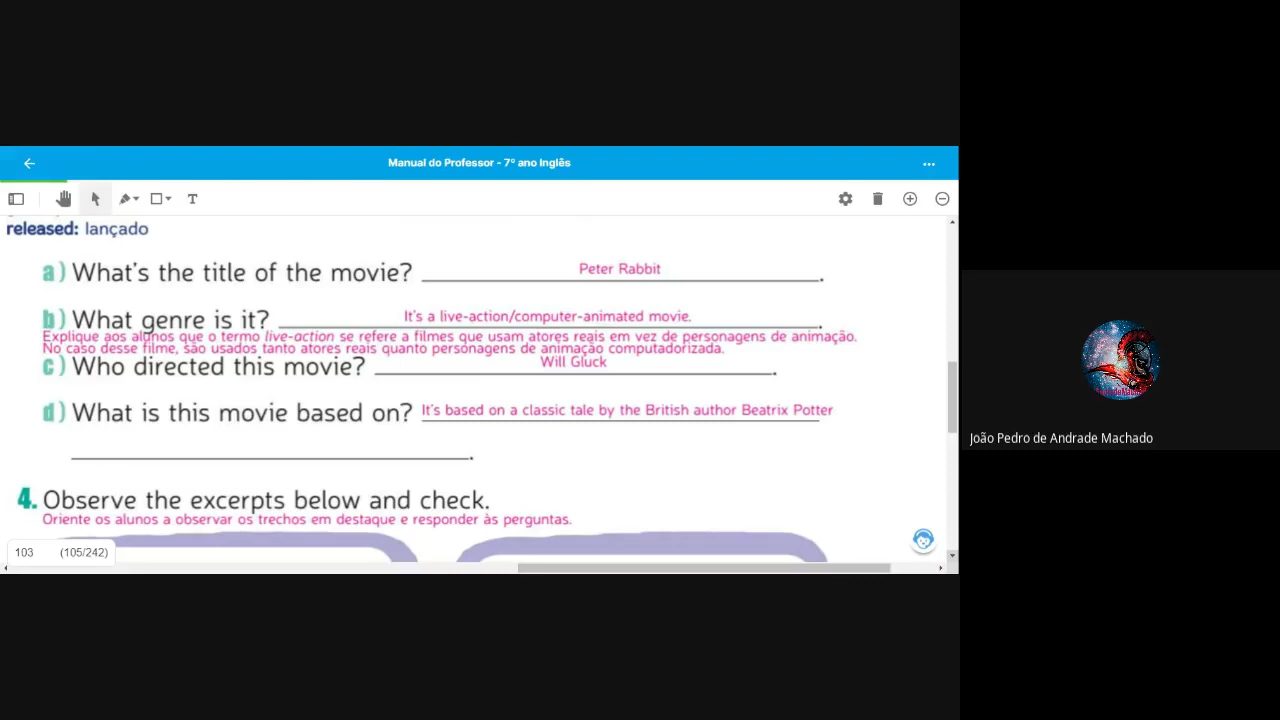 Manual do Professor - 7º ano Inglês
released: lançado
a) What's the title of the movie? Peter Rabbit.
b) What genre is it? It's a live-action/computer-animated movie.
Explique aos alunos que o termo live-action se refere a filmes que usam atores reais em vez de personagens de animação.
No caso desse filme, são usados tanto atores reais quanto personagens de animação computadorizada.
c) Who directed this movie? Will Gluck.
d) What is this movie based on? It's based on a classic tale by the British author Beatrix Potter
.
4. Observe the excerpts below and check.
Oriente os alunos a observar os trechos em destaque e responder às perguntas.
103 (105/242)
João Pedro de Andrade Machado